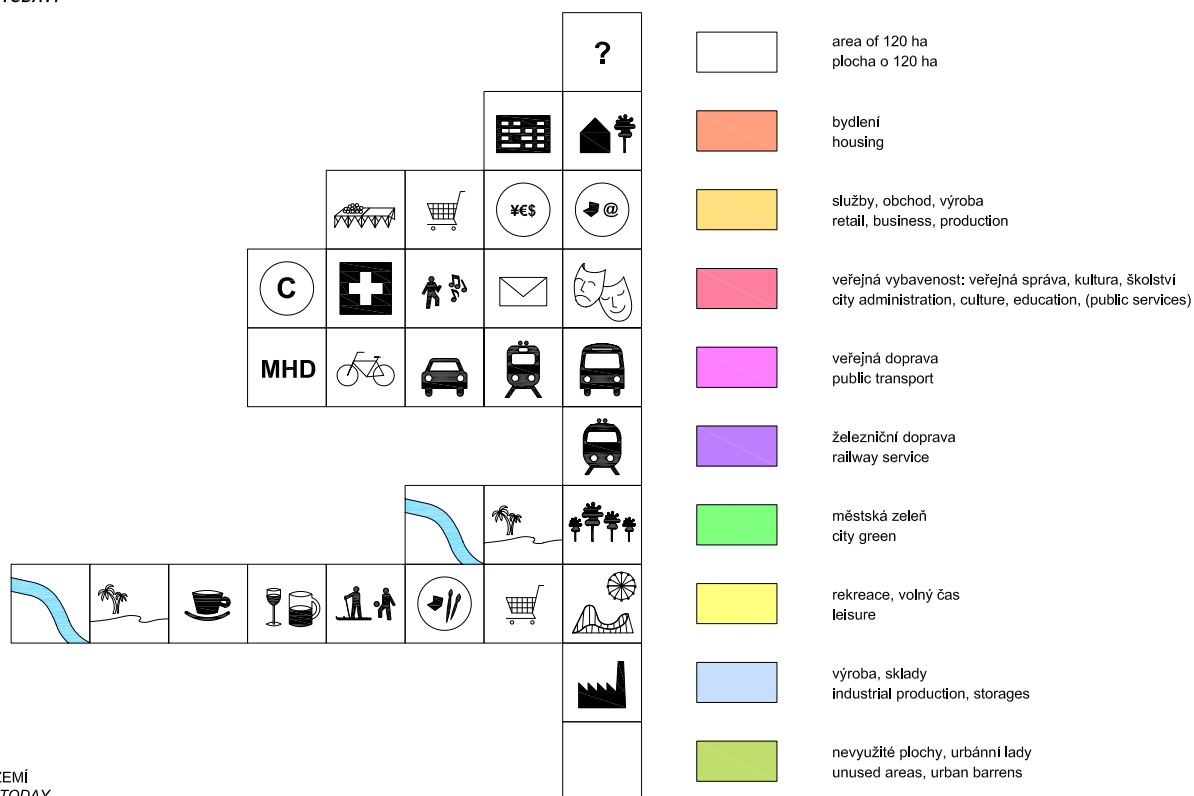 ?
area of 120 ha
plocha o 120 ha
bydlení
housing
¥€$
@
služby, obchod, výroba
retail, business, production
C
veřejná vybavenost: veřejná správa, kultura, školství
city administration, culture, education, (public services)
MHD
veřejná doprava
public transport
železniční doprava
railway service
městská zeleň
city green
rekreace, volný čas
leisure
výroba, sklady
industrial production, storages
nevyužité plochy, urbánní lady
unused areas, urban barrens
TODAY